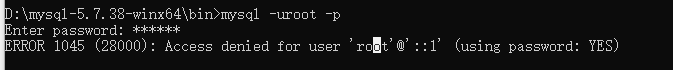 D:\mysql-5.7.38-winx64\bin>mysql -uroot -p
Enter password: ******
ERROR 1045 (28000): Access denied for user 'root'@'::1' (using password: YES)